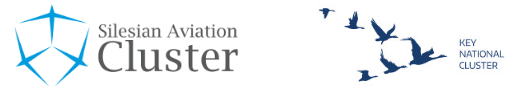 Silesian Aviation
Cluster
KEY
NATIONAL
CLUSTER